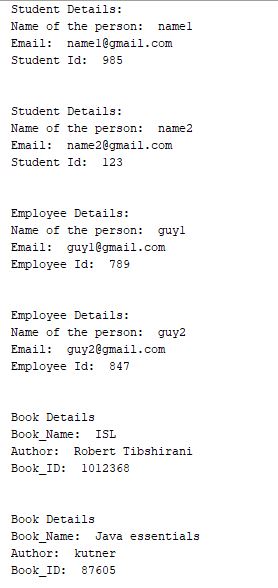 Student Details:
Name of the person:  name1
Email:  name1@gmail.com
Student Id:  985
Student Details:
Name of the person:  name2
Email:  name2@gmail.com
Student Id:  123
Employee Details:
Name of the person:  guy1
Email:  guy1@gmail.com
Employee Id:  789
Employee Details:
Name of the person:  guy2
Email:  guy2@gmail.com
Employee Id:  847
Book Details
Book_Name:  ISL
Author:  Robert Tibshirani
Book_ID:  1012368
Book Details
Book_Name:  Java essentials
Author:  kutner
Book_ID:  87605